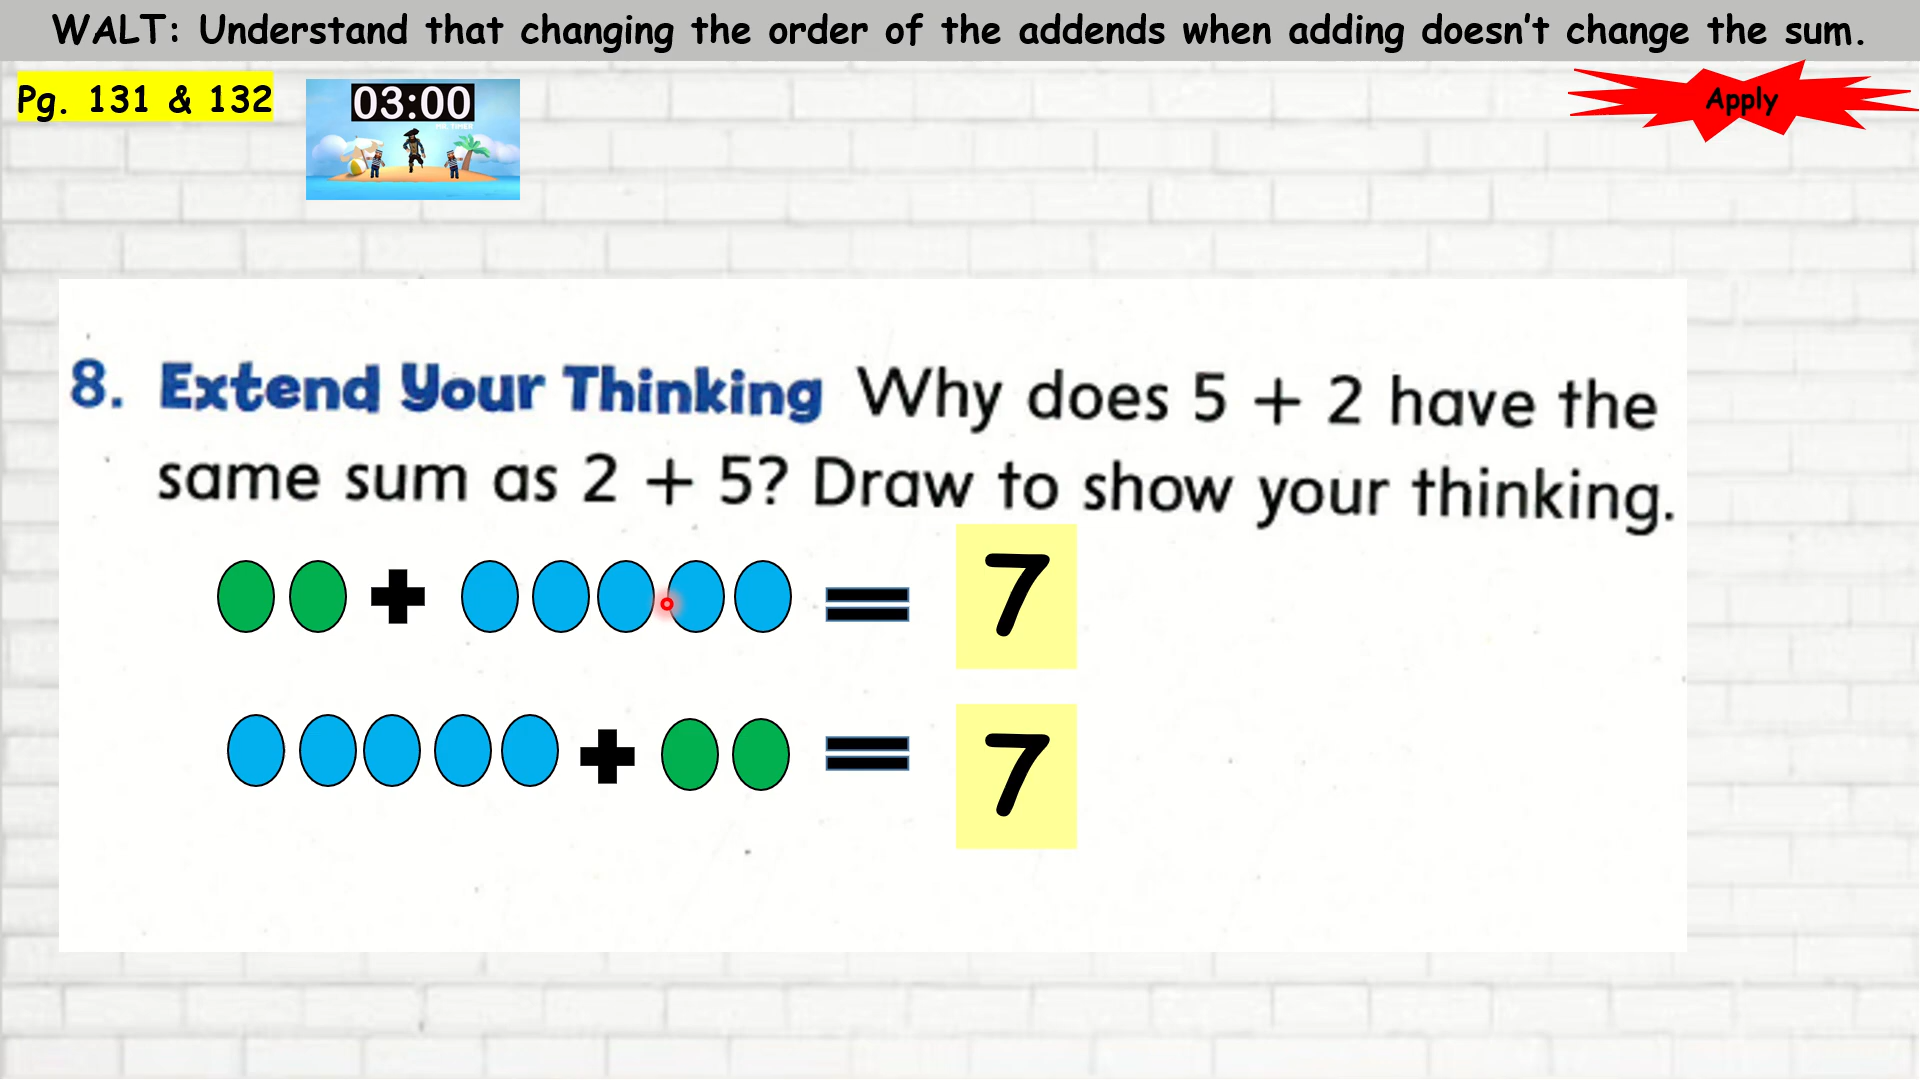 WALT: Understand that changing the order of the addends when adding doesn't change the sum.
Pg. 131 & 132
03:00
MR. TIMER
Apply
8. Extend Your Thinking Why does 5 + 2 have the
same sum as 2 + 5? Draw to show your thinking.
+ = 7
+ = 7